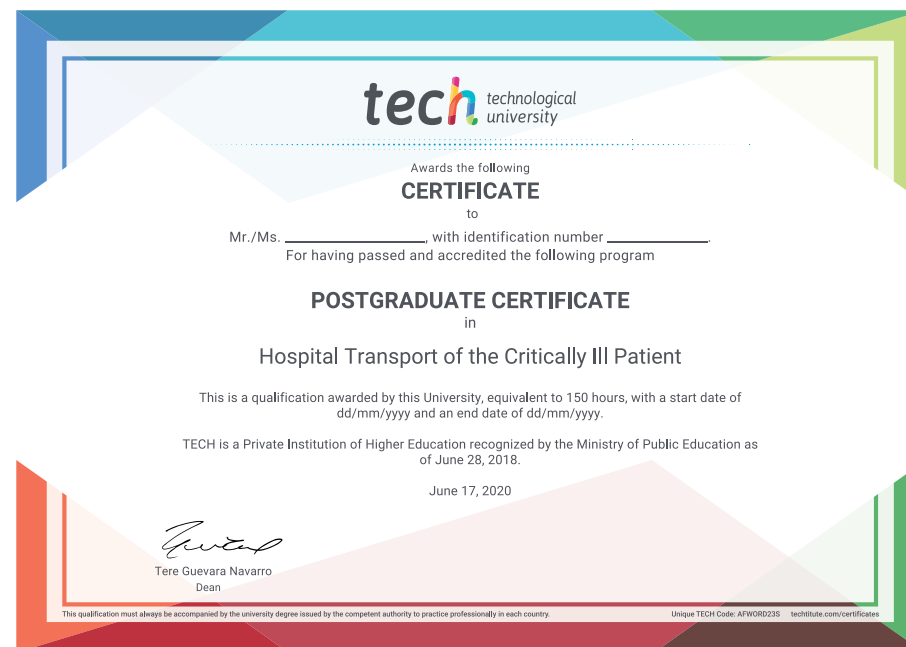 tech technological
university
Awards the following
CERTIFICATE
to
Mr./Ms. ____________________, with identification number ______________.
For having passed and accredited the following program
POSTGRADUATE CERTIFICATE
in
Hospital Transport of the Critically Ill Patient
This is a qualification awarded by this University, equivalent to 150 hours, with a start date of
dd/mm/yyyy and an end date of dd/mm/yyyy.
TECH is a Private Institution of Higher Education recognized by the Ministry of Public Education as
of June 28, 2018.
June 17, 2020
Tere Guevara Navarro
Dean
This qualification must always be accompanied by the university degree issued by the competent authority to practice professionally in each country.
Unique TECH Code: AFWORD23S techtitute.com/certificates